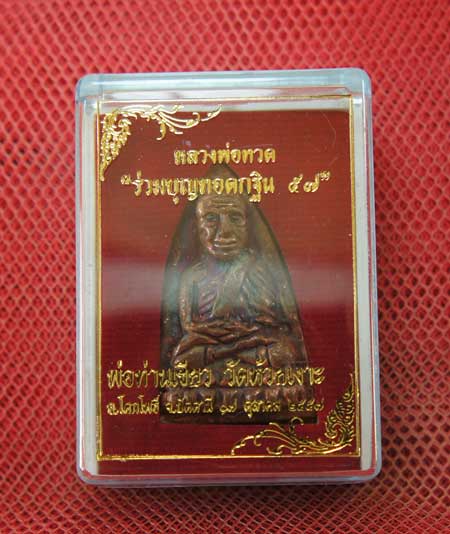 หลวงพ่อทวด
"ร่วมบุญทอดกฐิน ๕๗"
พ่อท่านเขียว วัดห้วยเงาะ
อ.โคกโพธิ์ จ.ปัตตานี ๑๗ ตุลาคม ๒๕๕๗